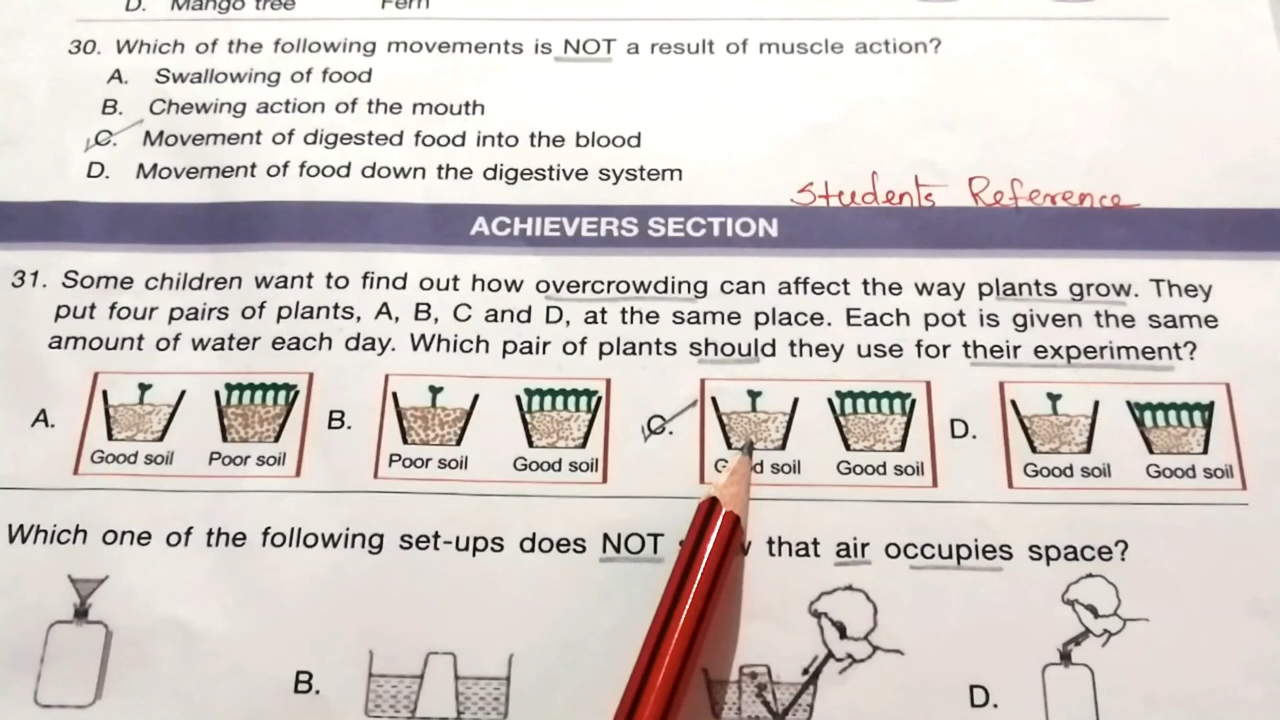 D. Mango tree Fern
30. Which of the following movements is NOT a result of muscle action?
A. Swallowing of food
B. Chewing action of the mouth
C. Movement of digested food into the blood
D. Movement of food down the digestive system
Students Reference
ACHIEVERS SECTION
31. Some children want to find out how overcrowding can affect the way plants grow. They
put four pairs of plants, A, B, C and D, at the same place. Each pot is given the same
amount of water each day. Which pair of plants should they use for their experiment?
A. B. C. D.
Good soil Poor soil Poor soil Good soil soil Good soil Good soil Good soil
Which one of the following set-ups does NOT that air occupies space?
B. D.